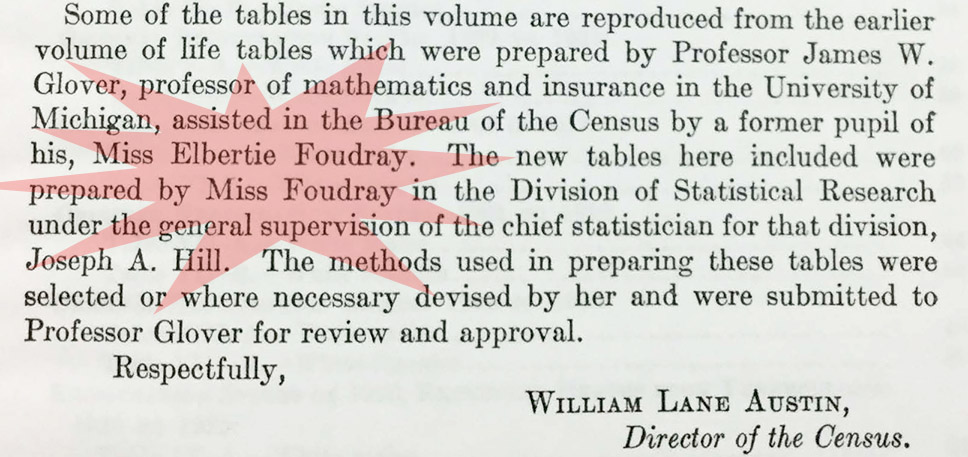 Some of the tables in this volume are reproduced from the earlier
volume of life tables which were prepared by Professor James W.
Glover, professor of mathematics and insurance in the University of
Michigan, assisted in the Bureau of the Census by a former pupil of
his, Miss Elbertie Foudray. The new tables here included were
prepared by Miss Foudray in the Division of Statistical Research
under the general supervision of the chief statistician for that division,
Joseph A. Hill. The methods used in preparing these tables were
selected or where necessary devised by her and were submitted to
Professor Glover for review and approval.
Respectfully,
WILLIAM LANE AUSTIN,
Director of the Census.